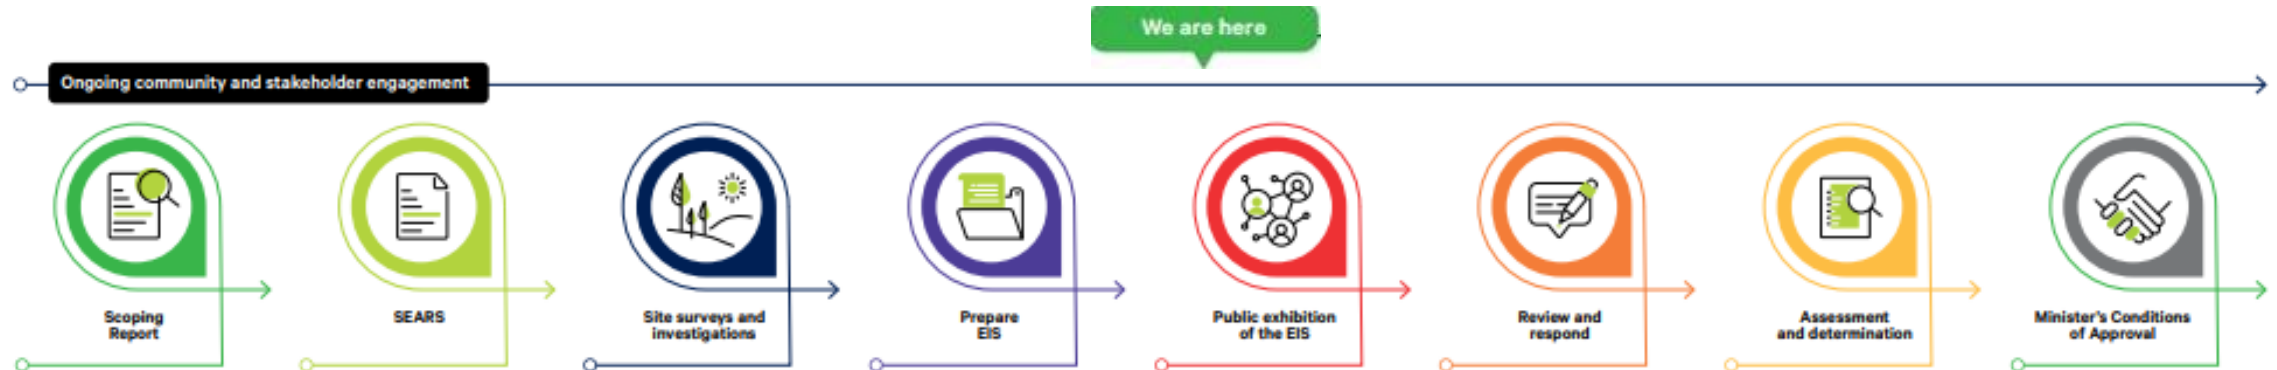 We are here
Ongoing community and stakeholder engagement
Scoping
Report
SEARS
Site surveys and
investigations
Prepare
EIS
Public exhibition
of the EIS
Review and
respond
Assessment
and determination
Minister's Conditions
of Approval